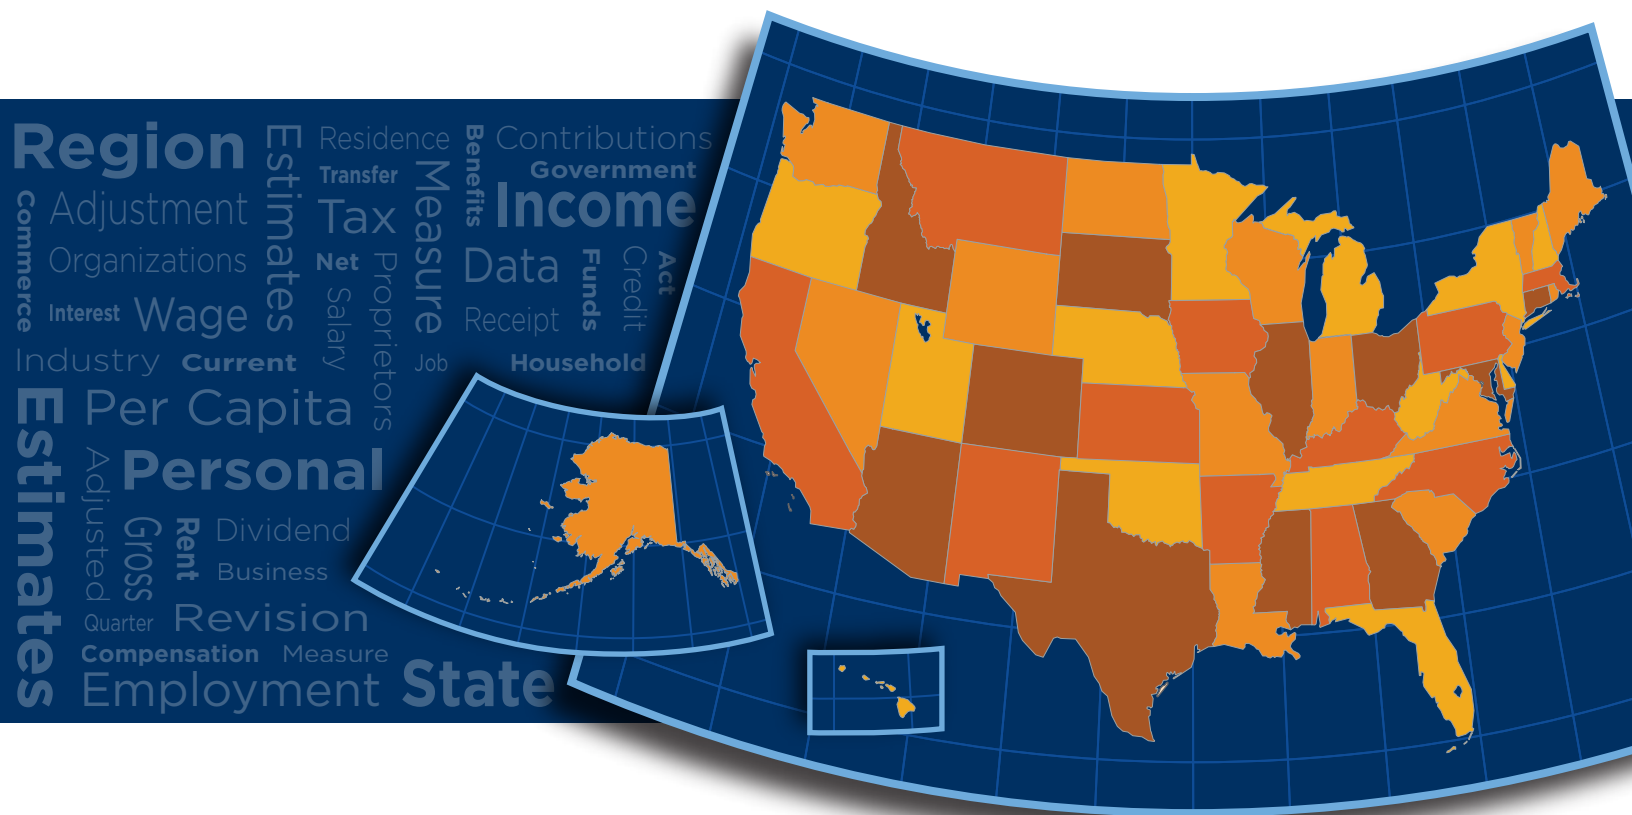 Region
Estimates
Residence
Benefits
Contributions
Transfer
Measure
Government
Commerce
Adjustment
Tax
Income
Organizations
Net
Proprietors
Data
Funds
Credit
Act
Interest
Wage
Salary
Receipt
Industry
Current
Job
Household
Estimates
Per Capita
Adjusted
Personal
Gross
Rent
Dividend
Business
Quarter
Revision
Compensation
Measure
Employment
State